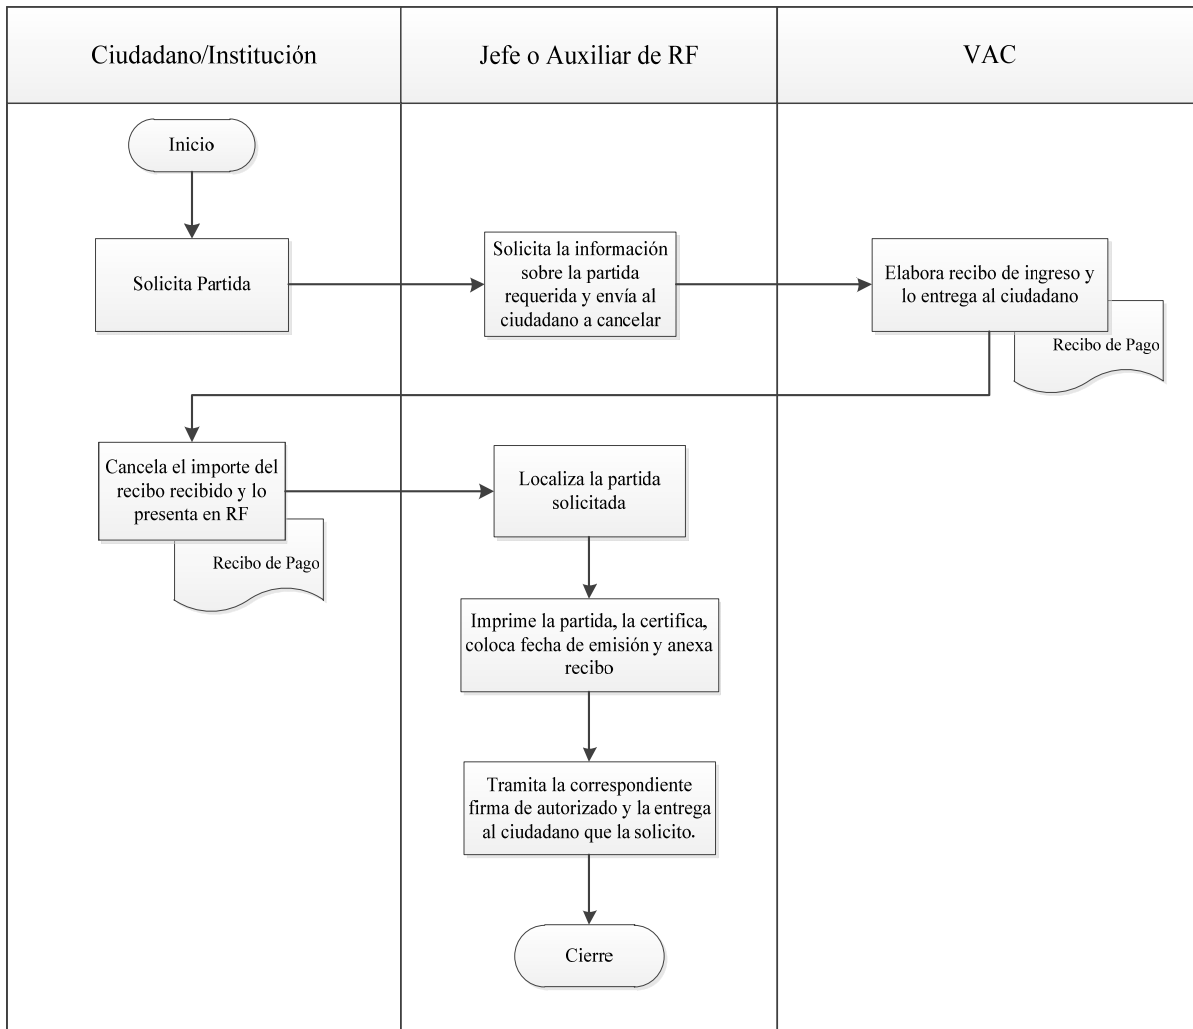 Ciudadano/Institución
Jefe o Auxiliar de RF
VAC
Inicio
Solicita Partida
Solicita la información
sobre la partida
requerida y envía al
ciudadano a cancelar
Elabora recibo de ingreso y
lo entrega al ciudadano
Recibo de Pago
Cancela el importe del
recibo recibido y lo
presenta en RF
Recibo de Pago
Localiza la partida
solicitada
Imprime la partida, la certifica,
coloca fecha de emisión y anexa
recibo
Tramita la correspondiente
firma de autorizado y la entrega
al ciudadano que la solicito.
Cierre